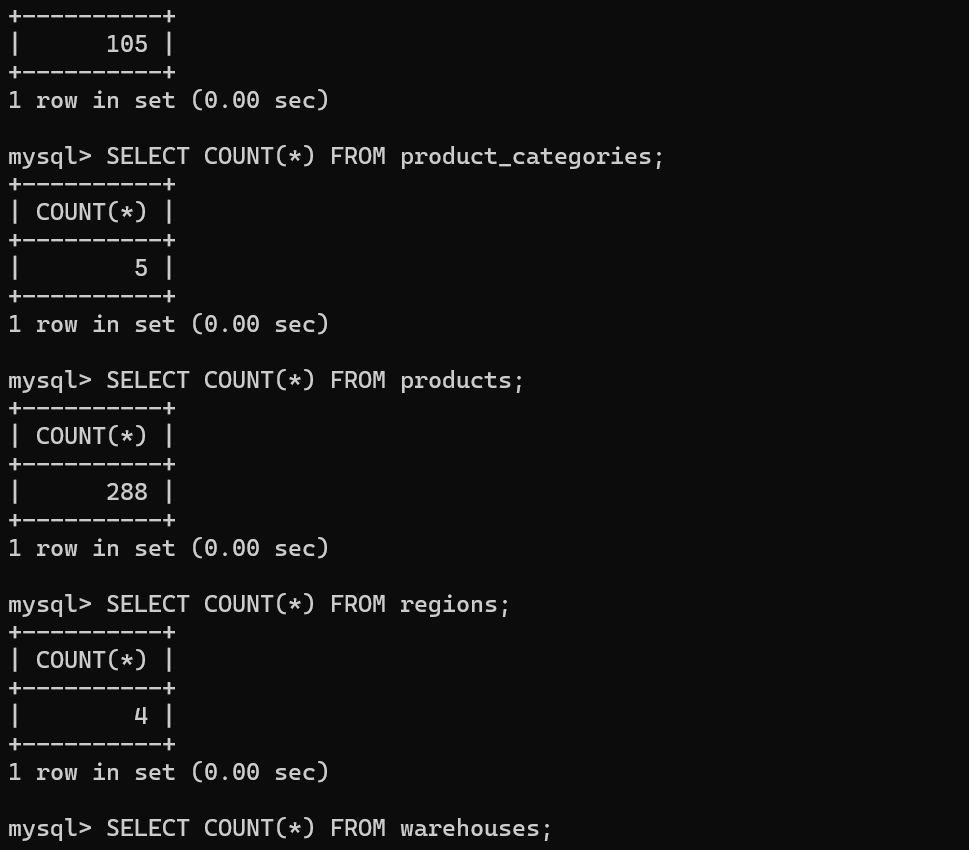 +----------+
|      105 |
+----------+
1 row in set (0.00 sec)

mysql> SELECT COUNT(*) FROM product_categories;
+----------+
| COUNT(*) |
+----------+
|        5 |
+----------+
1 row in set (0.00 sec)

mysql> SELECT COUNT(*) FROM products;
+----------+
| COUNT(*) |
+----------+
|      288 |
+----------+
1 row in set (0.00 sec)

mysql> SELECT COUNT(*) FROM regions;
+----------+
| COUNT(*) |
+----------+
|        4 |
+----------+
1 row in set (0.00 sec)

mysql> SELECT COUNT(*) FROM warehouses;